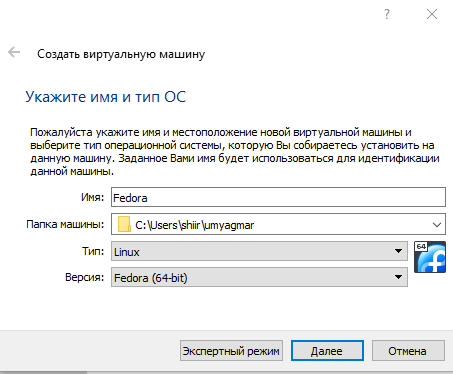 ?
Создать виртуальную машину
Укажите имя и тип ОС
Пожалуйста укажите имя и местоположение новой виртуальной машины и
выберите тип операционной системы, которую Вы собираетесь установить на
данную машину. Заданное Вами имя будет использоваться для идентификации
данной машины.
Имя: Fedora
Папка машины: C:\Users\shiir\umyagmar
Тип: Linux
64
Версия: Fedora (64-bit)
Экспертный режим Далее Отмена